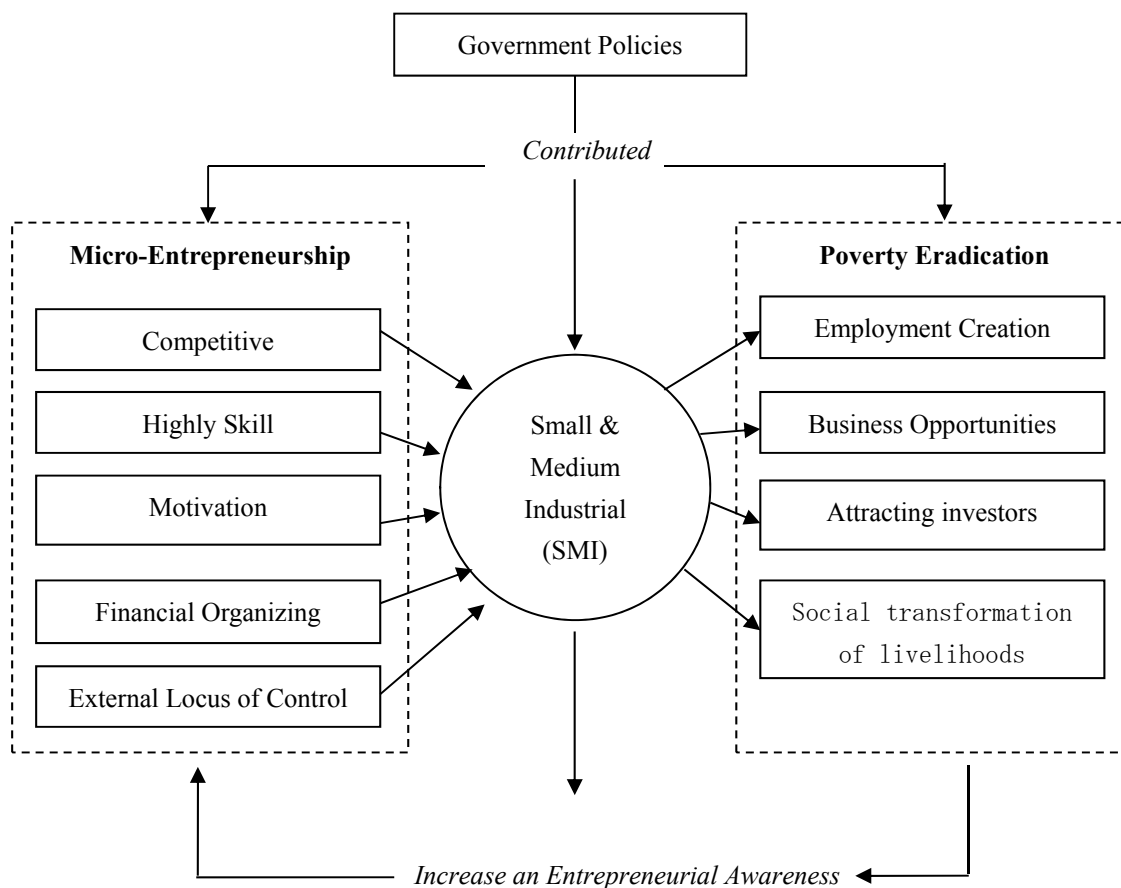 Government Policies
Contributed
Micro-Entrepreneurship
Competitive
Highly Skill
Motivation
Financial Organizing
External Locus of Control
Small &
Medium
Industrial
(SMI)
Poverty Eradication
Employment Creation
Business Opportunities
Attracting investors
Social transformation
of livelihoods
Increase an Entrepreneurial Awareness